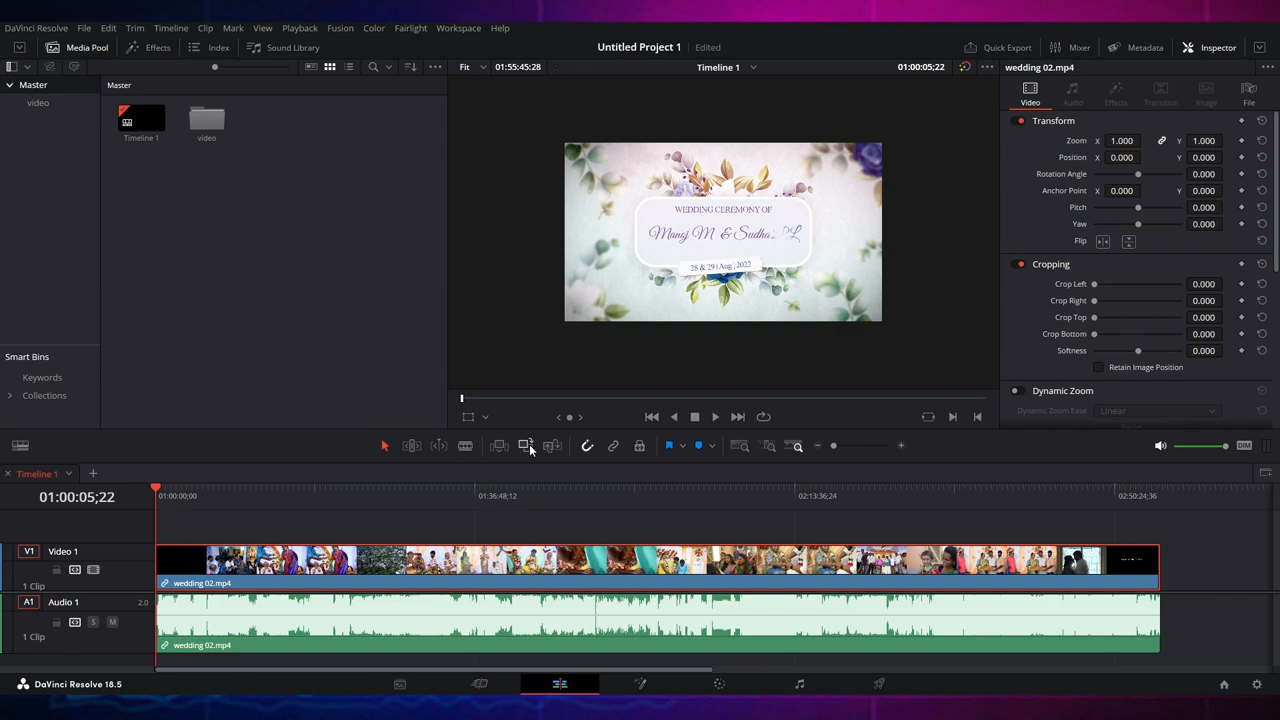 DaVinci Resolve File Edit Trim Timeline Clip Mark View Playback Fusion Color Fairlight Workspace Help
Media Pool Effects Index Sound Library Untitled Project 1 Edited Quick Export Mixer Metadata Inspector
Fit 01:55:45:28 Timeline 1 01:00:05;22 wedding 02.mp4
Master Master
video
Timeline 1 video
Video Audio Effects Transition Image File
Transform
Zoom X 1.000 Y 1.000
Position X 0.000 Y 0.000
Rotation Angle 0.000
Anchor Point X 0.000 Y 0.000
Pitch 0.000
Yaw 0.000
Flip
Cropping
Crop Left 0.000
Crop Right 0.000
Crop Top 0.000
Crop Bottom 0.000
Softness 0.000
Retain Image Position
Dynamic Zoom
Dynamic Zoom Ease Linear
WEDDING CEREMONY OF
Manoj M & Sudha
28 & 29 | Aug | 2022
Smart Bins
Keywords
Collections
DIM
Timeline 1
01:00:05;22 01:00:00;00 01:36:48;12 02:13:36;24 02:50:24;36
V1 Video 1
1 Clip
wedding 02.mp4
A1 Audio 1 2.0
S M
1 Clip
wedding 02.mp4
DaVinci Resolve 18.5